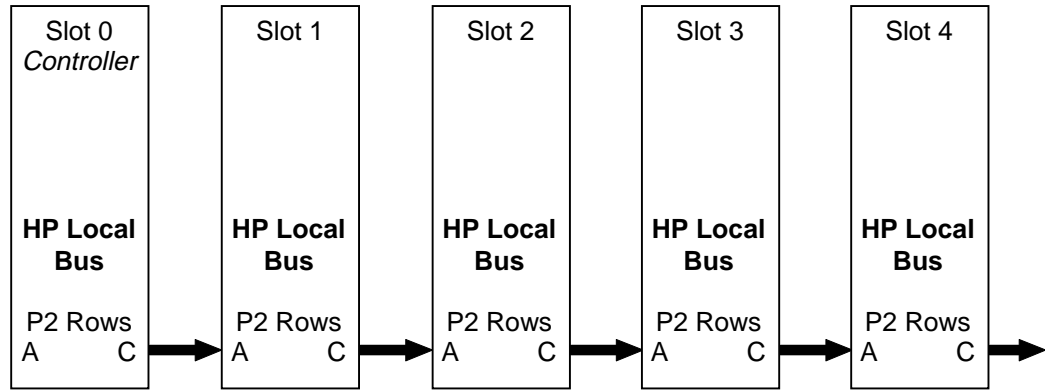 Slot 0
Controller
HP Local
Bus
P2 Rows
A C
Slot 1
HP Local
Bus
P2 Rows
A C
Slot 2
HP Local
Bus
P2 Rows
A C
Slot 3
HP Local
Bus
P2 Rows
A C
Slot 4
HP Local
Bus
P2 Rows
A C